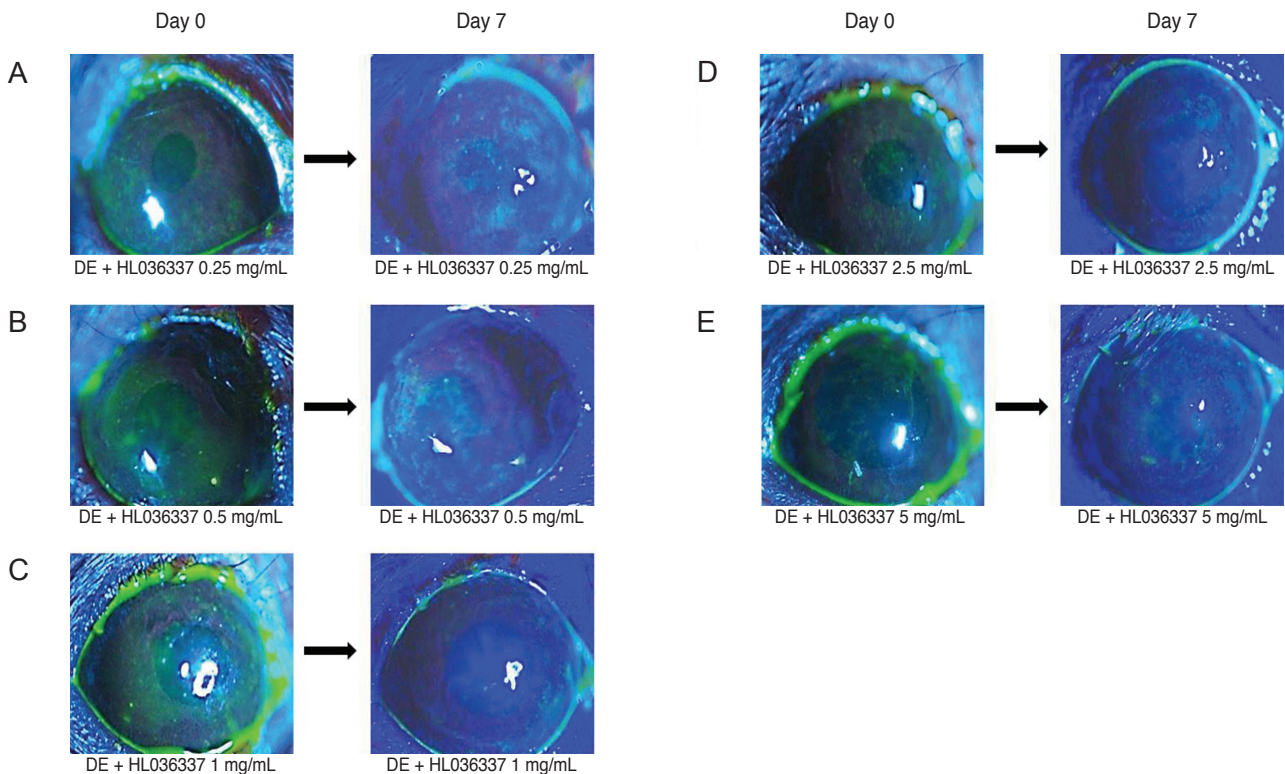 Day 0
Day 7
Day 0
Day 7
A
DE + HL036337 0.25 mg/mL
DE + HL036337 0.25 mg/mL
D
DE + HL036337 2.5 mg/mL
DE + HL036337 2.5 mg/mL
B
DE + HL036337 0.5 mg/mL
DE + HL036337 0.5 mg/mL
E
DE + HL036337 5 mg/mL
DE + HL036337 5 mg/mL
C
DE + HL036337 1 mg/mL
DE + HL036337 1 mg/mL